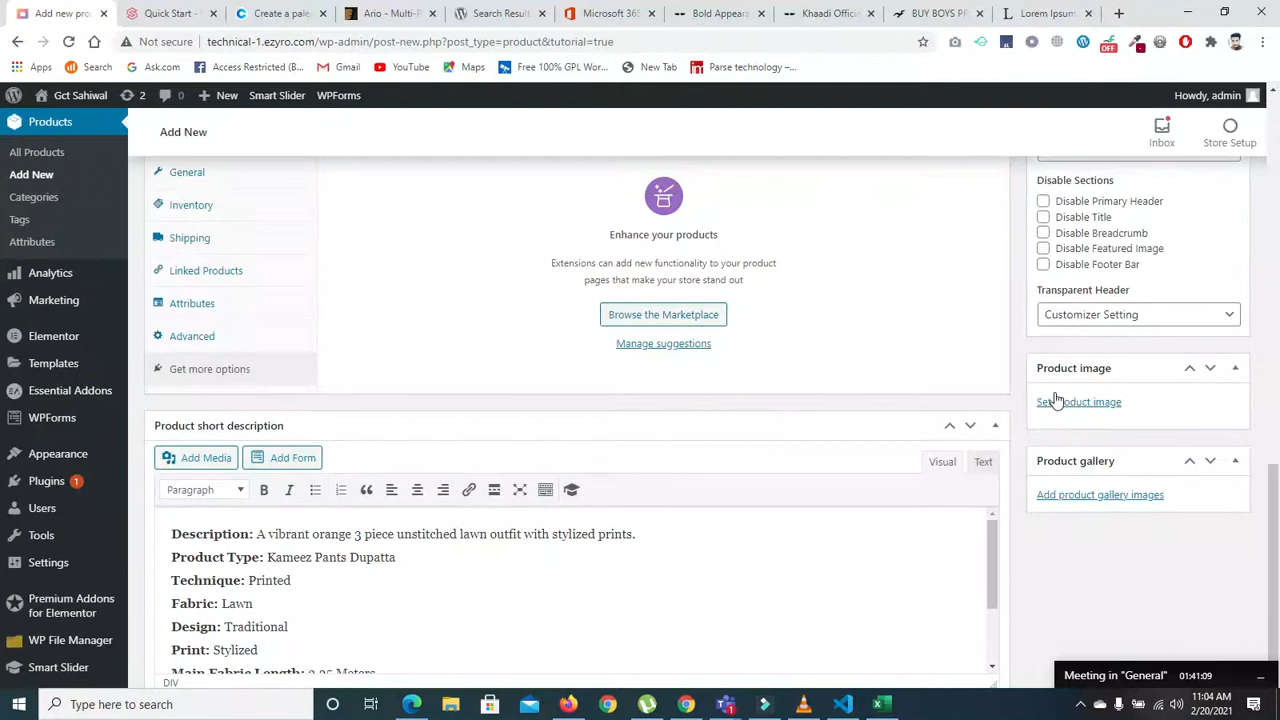 Add new pro
Quick Start -
Create a pale
Ario - Multi-P
Search Resul
Microsoft 365
Bold Appeara
Khaadi Office
BUY BOYS PR
Lorem Ipsum
Not secure
technical-1.ezyro.com/wp-admin/post-new.php?post_type=product&tutorial=true
OFF
Apps
Search
Ask.com
Access Restricted (B...
Gmail
YouTube
Maps
Free 100% GPL Wo...
New Tab
Parse technology –...
Gct Sahiwal
2
0
New
Smart Slider
WPForms
Howdy, admin
Products
All Products
Add New
Categories
Tags
Attributes
Analytics
Marketing
Elementor
Templates
Essential Addons
WPForms
Appearance
Plugins 1
Users
Tools
Settings
Premium Addons
for Elementor
WP File Manager
Smart Slider
Add New
Inbox
Store Setup
General
Inventory
Shipping
Linked Products
Attributes
Advanced
Get more options
Enhance your products
Extensions can add new functionality to your product
pages that make your store stand out
Browse the Marketplace
Manage suggestions
Product short description
Add Media
Add Form
Visual
Text
Paragraph
Description: A vibrant orange 3 piece unstitched lawn outfit with stylized prints.
Product Type: Kameez Pants Dupatta
Technique: Printed
Fabric: Lawn
Design: Traditional
Print: Stylized
Main Fabric Length: 3.25 Meters
DIV
Disable Sections
Disable Primary Header
Disable Title
Disable Breadcrumb
Disable Featured Image
Disable Footer Bar
Transparent Header
Customizer Setting
Product image
Set product image
Product gallery
Add product gallery images
Meeting in "General"
01:41:09
Type here to search
11:04 AM
2/20/2021